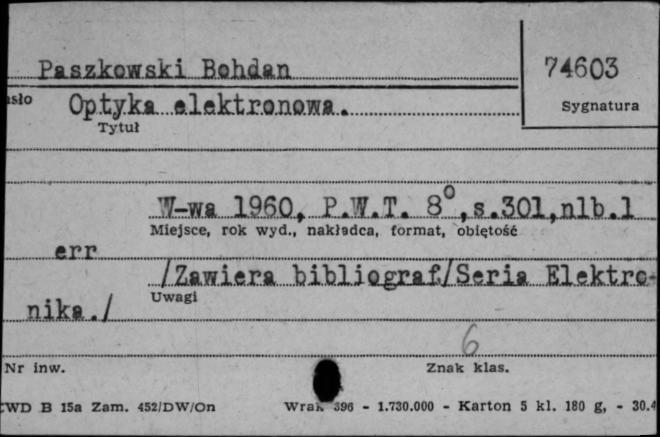 Paszkowski Bohdan
74603
sło Optyka elektronowa.
Sygnatura
Tytuł
W-wa 1960, P.W.T. 8°,s.301,nlb.1
Miejsce, rok wyd., nakładca, format, objętość
err
/Zawiera bibliograf./Seria Elektro-
Uwagi
nika./
6
Nr inw.
Znak klas.
CWD B 15a Zam. 452/DW/On Wrak 396 - 1.730.000 - Karton 5 kl. 180 g, - 30.4